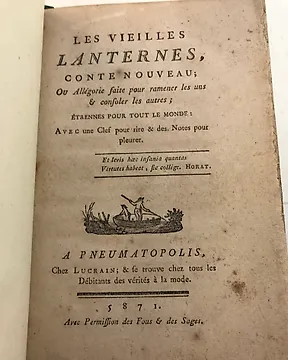 LES VIEILLES
LANTERNES,
CONTE NOUVEAU;
Ou Allégorie faite pour ramener les uns
& consoler les autres;
ÉTRENNES POUR TOUT LE MONDE:
AVEC une Clef pour rire & des Notes pour
pleurer.
Et levis hæc insania quantas
Virtutes habeat, sic collige. HORAT.
A PNEUMATOPOLIS,
Chez LUCRAIN; & se trouve chez tous les
Débitants des vérités à la mode.
5871.
Avec Permission des Fous & des Sages.